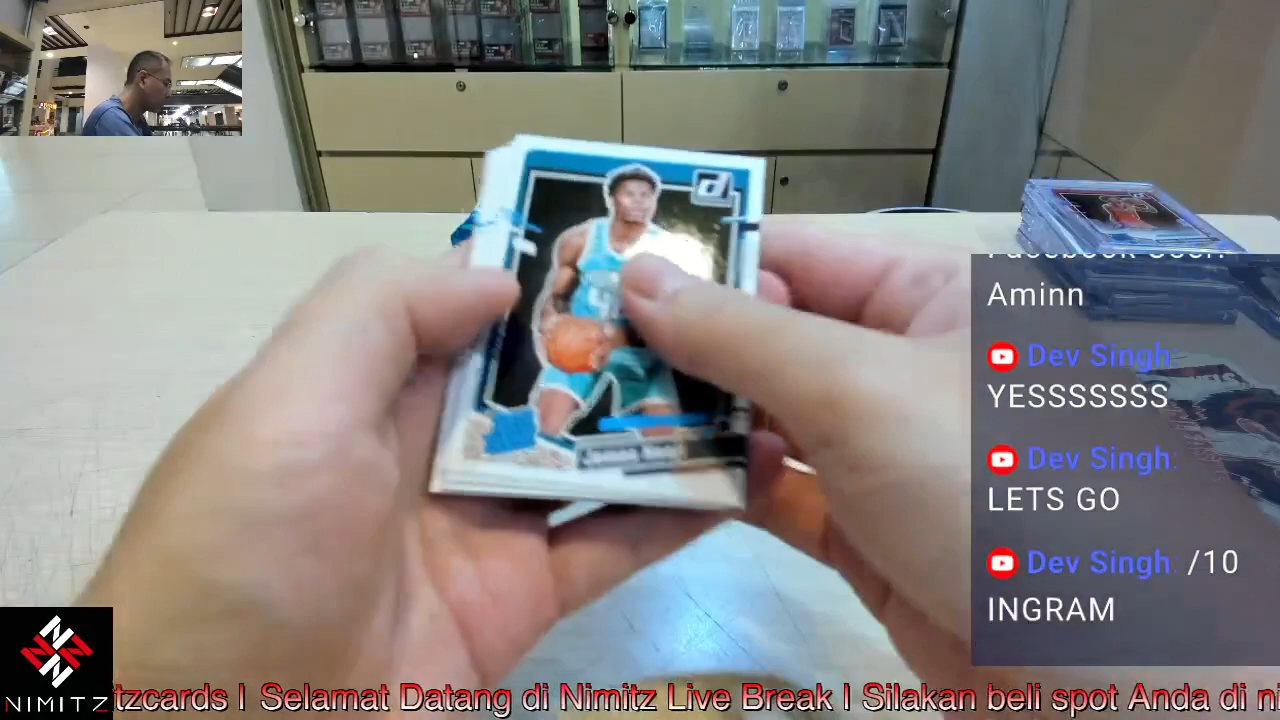 Aminn
Dev Singh
YESSSSSSS
Dev Singh
LETS GO
Dev Singh /10
INGRAM
NIMITZ
tzcards | Selamat Datang di Nimitz Live Break | Silakan beli spot Anda di ni